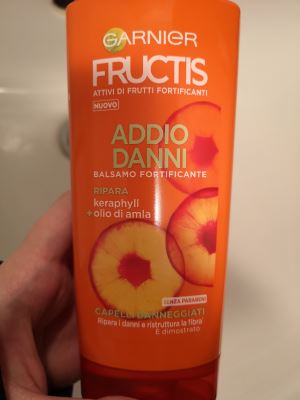 GARNIER
FRUCTIS
ATTIVI DI FRUTTI FORTIFICANTI
NUOVO
ADDIO
DANNI
BALSAMO FORTIFICANTE
RIPARA
keraphyll
+olio di amla
SENZA PARABENI
CAPELLI DANNEGGIATI
Ripara i danni e ristruttura la fibra
È dimostrato